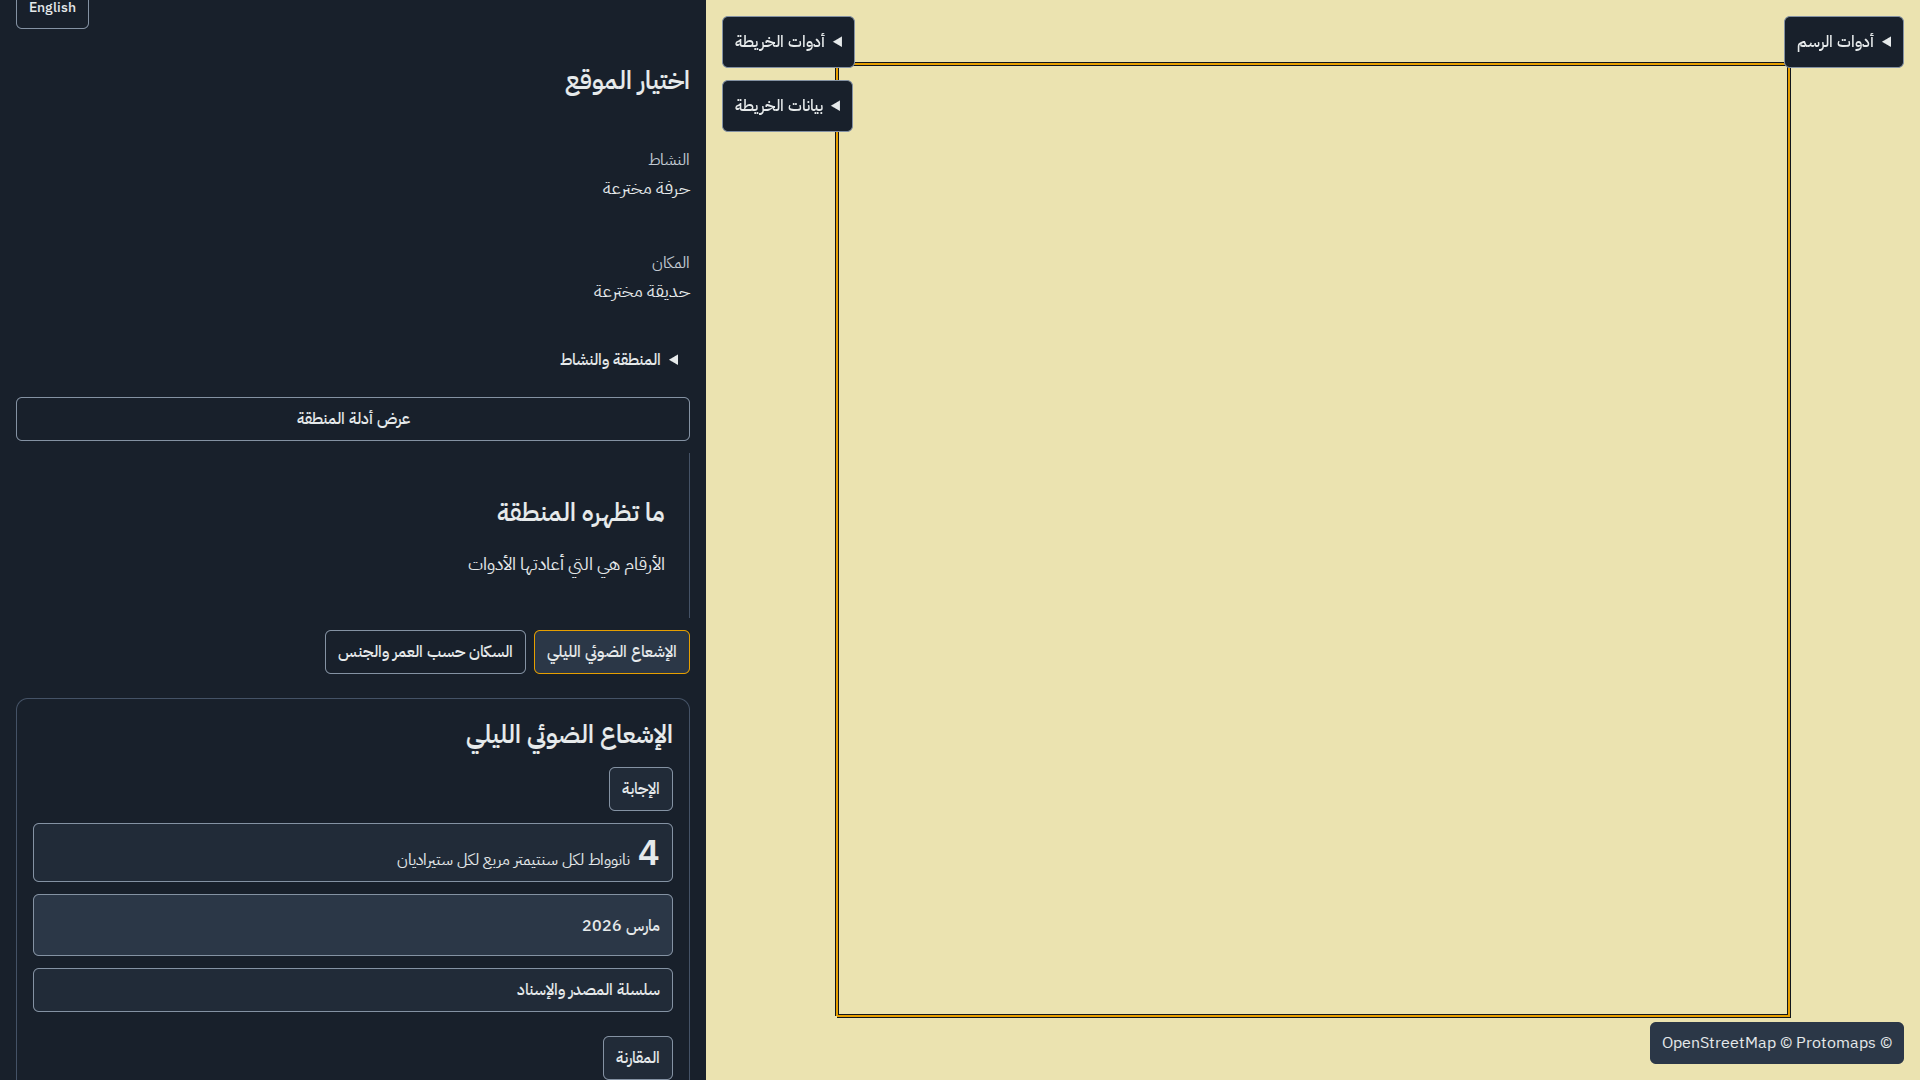 English
اختيار الموقع
النشاط
حرفة مخترعة
المكان
حديقة مخترعة
المنطقة والنشاط
عرض أدلة المنطقة
ما تظهره المنطقة
الأرقام هي التي أعادتها الأدوات
الإشعاع الضوئي الليلي
السكان حسب العمر والجنس
الإشعاع الضوئي الليلي
الإجابة
4 نانوواط لكل سنتيمتر مربع لكل ستيراديان
مارس 2026
سلسلة المصدر والإسناد
المقارنة
أدوات الرسم
أدوات الخريطة
بيانات الخريطة
OpenStreetMap © Protomaps ©